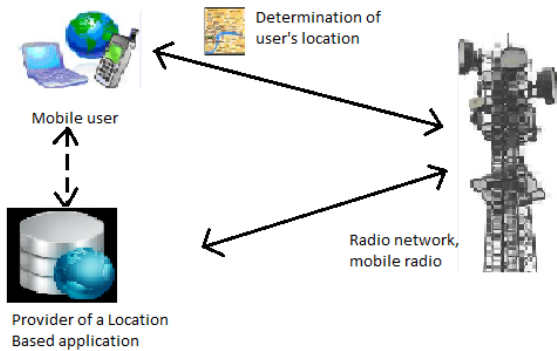 Determination of
user's location
Mobile user
Radio network,
mobile radio
Provider of a Location
Based application